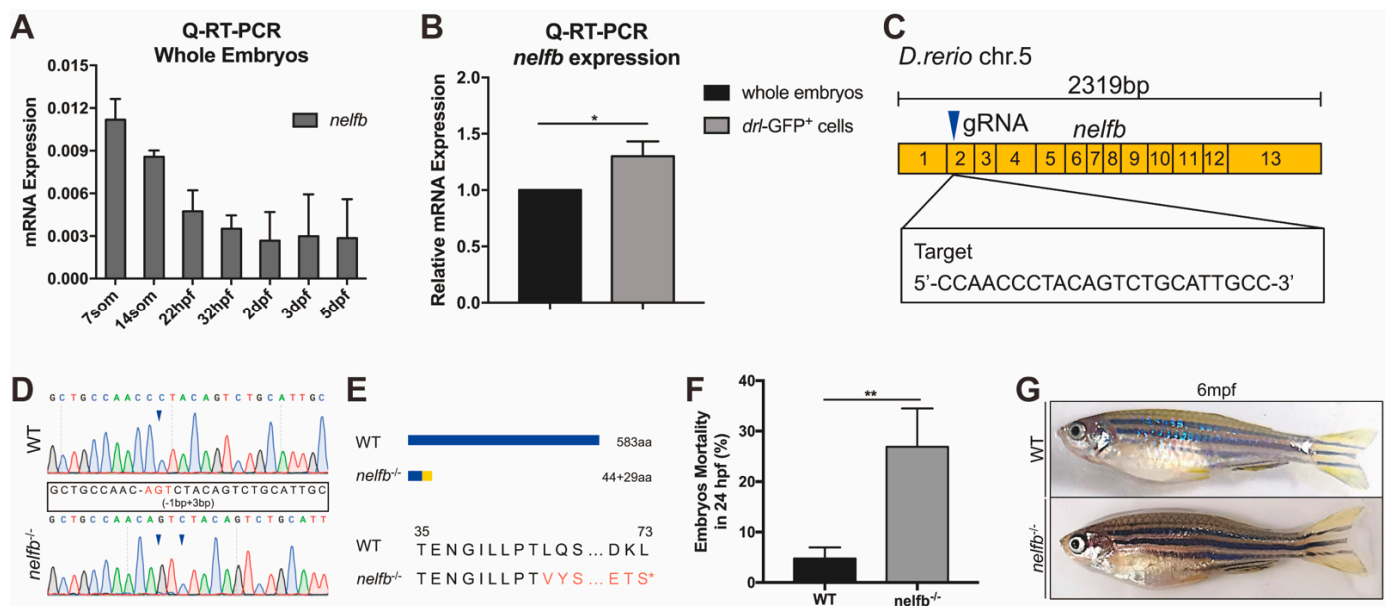 A
Q-RT-PCR
Whole Embryos
mRNA Expression
0.015
0.012
0.009
0.006
0.003
0.000
nelfb
7som
14som
22hpf
32hpf
2dpf
3dpf
5dpf
B
Q-RT-PCR
nelfb expression
Relative mRNA Expression
2.0
1.5
1.0
0.5
0.0
*
whole embryos
drl-GFP+ cells
C
D.rerio chr.5
2319bp
gRNA
nelfb
1 2 3 4 5 6 7 8 9 10 11 12 13
Target
5'-CCAACCCTACAGTCTGCATTGCC-3'
D
WT
GCTGCCAACCCTACAGTCTGCATTGC
GCTGCCAAC-AGTCTACAGTCTGCATTGC
(-1bp+3bp)
GCTGCCAACAGTCTACAGTCTGCATT
nelfb-/-
E
WT 583aa
nelfb-/- 44+29aa
35 73
WT TENGILLPTLQS...DKL
nelfb-/- TENGILLPTVYS...ETS*
F
Embryos Mortality
in 24 hpf (%)
40
30
20
10
0
**
WT
nelfb-/-
G
6mpf
WT
nelfb-/-